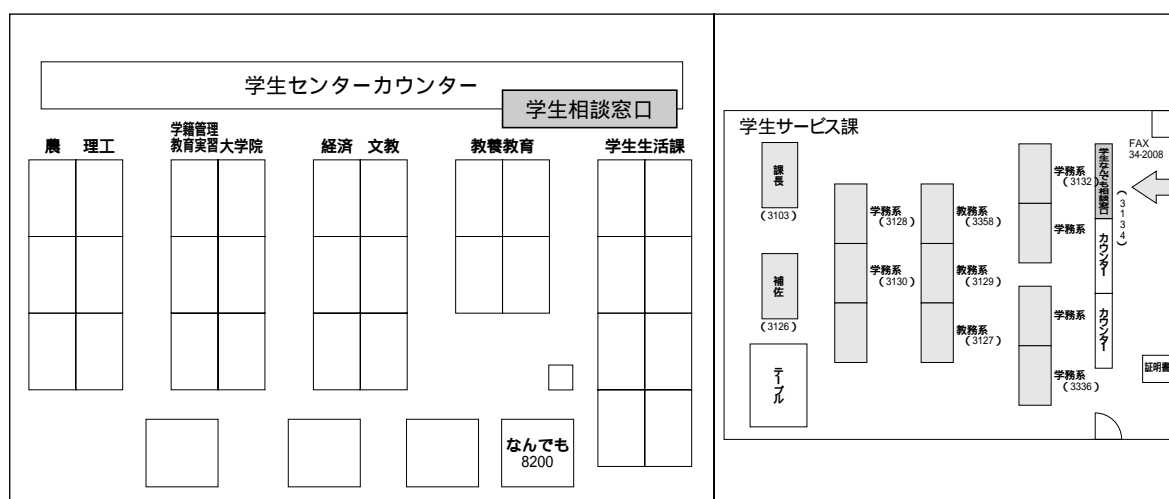 学生センターカウンター
学生相談窓口
農 理工
学籍管理
教育実習
大学院
経済 文教
教養教育
学生生活課
なんでも
8200
学生サービス課
課長
(3103)
補佐
(3126)
テーブル
学務系
(3128)
学務系
(3130)
教務系
(3358)
教務系
(3129)
教務系
(3127)
学務系
(3132)
学務系
学務系
学務系
(3336)
学生なんでも相談窓口
(3134)
カウンター
カウンター
FAX
34-2008
証明書